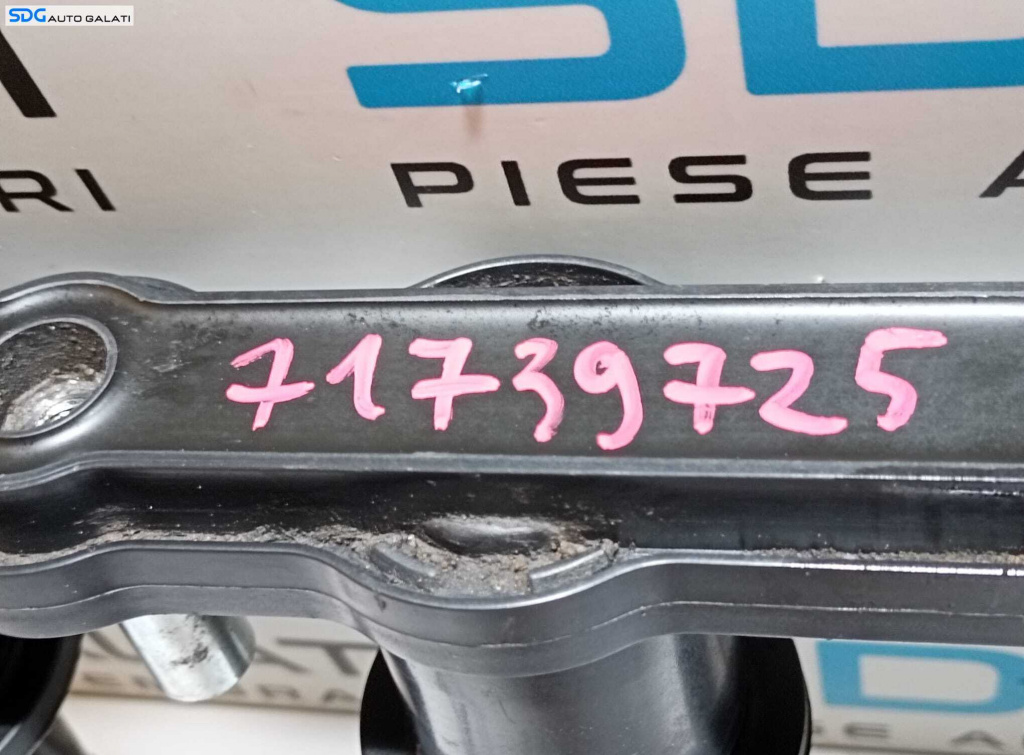 SDG AUTO GALATI
RI
PIESE A
71739725